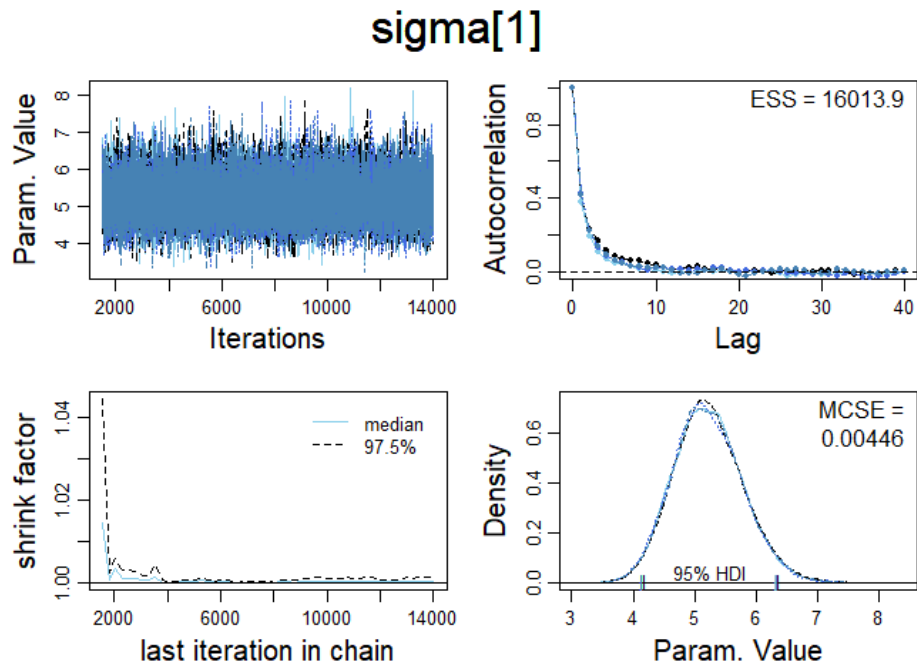 sigma[1]
Param. Value
8
7
6
5
4
2000 6000 10000 14000
Iterations
Autocorrelation
0.8
0.4
0.0
ESS = 16013.9
0 10 20 30 40
Lag
shrink factor
1.04
1.02
1.00
median
97.5%
2000 6000 10000 14000
last iteration in chain
Density
0.6
0.4
0.2
0.0
MCSE =
0.00446
95% HDI
3 4 5 6 7 8
Param. Value